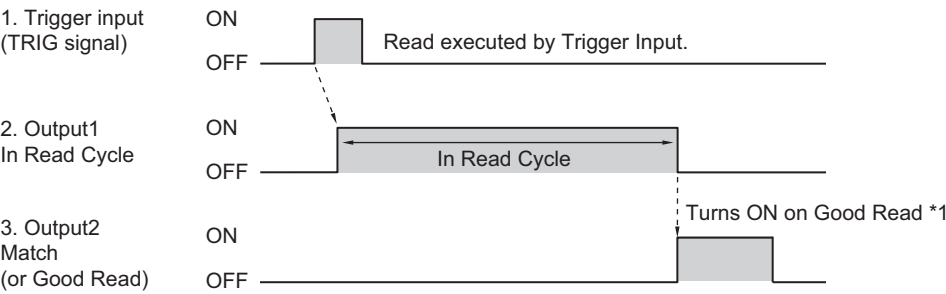 1. Trigger input
(TRIG signal)
ON
OFF
Read executed by Trigger Input.
2. Output1
In Read Cycle
ON
OFF
In Read Cycle
Turns ON on Good Read *1
3. Output2
Match
(or Good Read)
ON
OFF